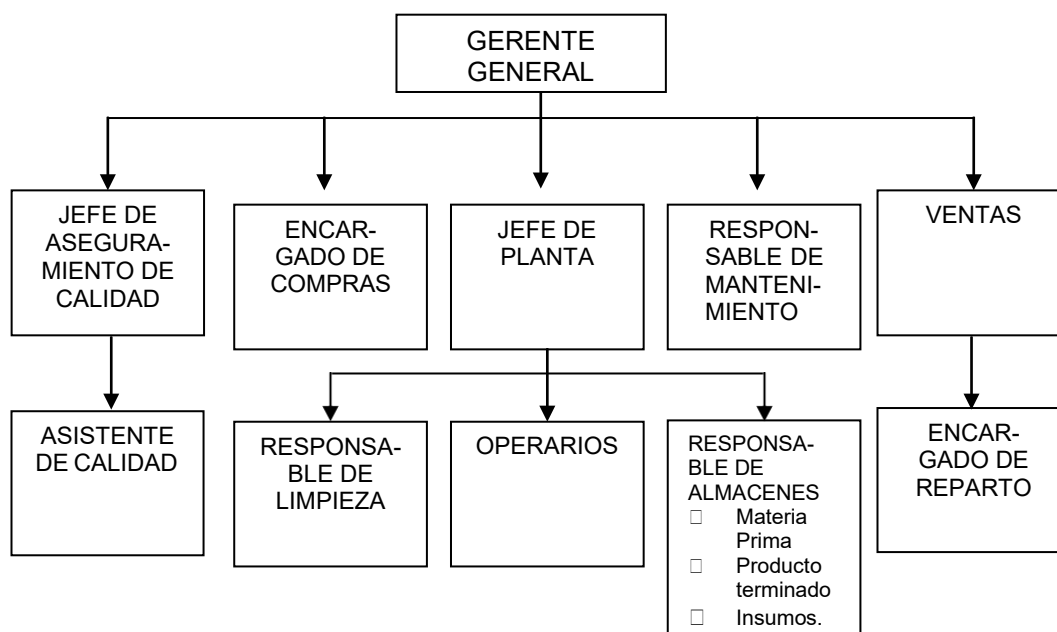 GERENTE
GENERAL
JEFE DE
ASEGURA-
MIENTO DE
CALIDAD
ENCAR-
GADO DE
COMPRAS
JEFE DE
PLANTA
RESPON-
SABLE DE
MANTENI-
MIENTO
VENTAS
ASISTENTE
DE CALIDAD
RESPONSA-
BLE DE
LIMPIEZA
OPERARIOS
RESPONSA-
BLE DE
ALMACENES
Materia
Prima
Producto
terminado
Insumos.
ENCAR-
GADO DE
REPARTO